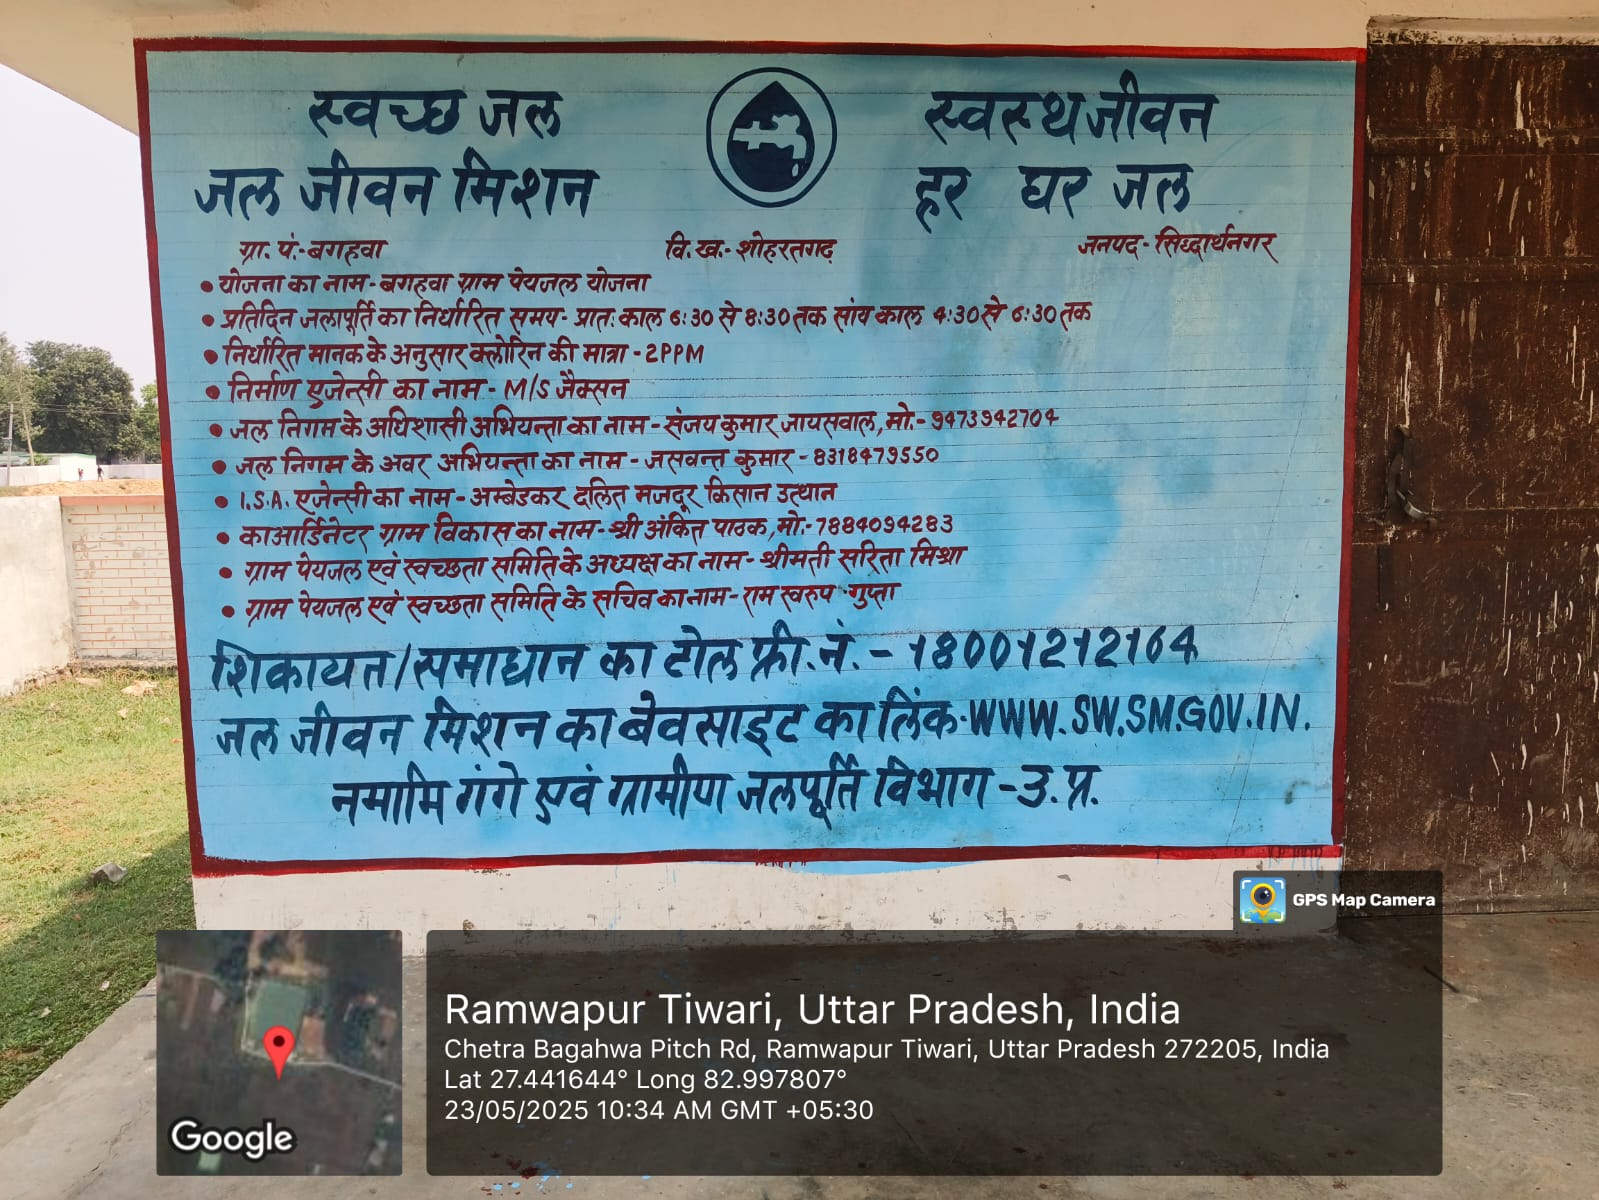 स्वच्छ जल
स्वस्थ जीवन
जल जीवन मिशन
हर घर जल
ग्रा. पं.-बगहवा
वि.ख.- शोहरतगढ़
जनपद - सिद्धार्थनगर
• योजना का नाम - बगहवा ग्राम पेयजल योजना
• प्रतिदिन जलापूर्ति का निर्धारित समय- प्रात:काल 6:30 से 8:30 तक सांय काल 4:30 से 6:30 तक
• निर्धारित मानक के अनुसार क्लोरिन की मात्रा - 2PPM
• निर्माण एजेन्सी का नाम - M/S जैक्सन
• जल निगम के अधिशासी अभियन्ता का नाम - संजय कुमार जायसवाल, मो.- 9473942704
• जल निगम के अवर अभियन्ता का नाम - जसवन्त कुमार - 8318479550
• I.S.A. एजेन्सी का नाम - अम्बेडकर दलित मजदूर किसान उत्थान
• काआर्डिनेटर ग्राम विकास का नाम- श्री अंकित पाठक, मो.- 7884094283
• ग्राम पेयजल एवं स्वच्छता समिति के अध्यक्ष का नाम- श्रीमती सरिता मिश्रा
• ग्राम पेयजल एवं स्वच्छता समिति के सचिव का नाम- राम स्वरुप गुप्ता
शिकायत/समाधान का टोल फ्री. नं. - 18001212164
जल जीवन मिशन का बेवसाइट का लिंक-WWW.SW.SM.GOV.IN.
नमामि गंगे एवं ग्रामीण जलपूर्ति विभाग - उ. प्र.
GPS Map Camera
Ramwapur Tiwari, Uttar Pradesh, India
Chetra Bagahwa Pitch Rd, Ramwapur Tiwari, Uttar Pradesh 272205, India
Lat 27.441644° Long 82.997807°
23/05/2025 10:34 AM GMT +05:30
Google